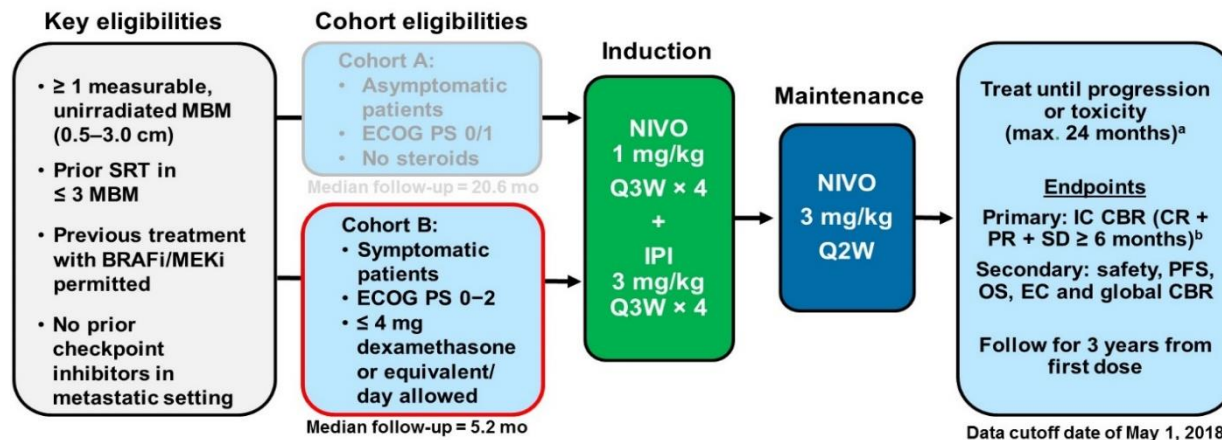 Key eligibilities
• ≥ 1 measurable,
unirradiated MBM
(0.5–3.0 cm)
• Prior SRT in
≤ 3 MBM
• Previous treatment
with BRAFi/MEKi
permitted
• No prior
checkpoint
inhibitors in
metastatic setting
Cohort eligibilities
Cohort A:
• Asymptomatic
patients
• ECOG PS 0/1
• No steroids
Median follow-up = 20.6 mo
Cohort B:
• Symptomatic
patients
• ECOG PS 0−2
• ≤ 4 mg
dexamethasone
or equivalent/
day allowed
Median follow-up = 5.2 mo
Induction
NIVO
1 mg/kg
Q3W × 4
+
IPI
3 mg/kg
Q3W × 4
Maintenance
NIVO
3 mg/kg
Q2W
Treat until progression
or toxicity
(max. 24 months)ᵃ
Endpoints
Primary: IC CBR (CR +
PR + SD ≥ 6 months)ᵇ
Secondary: safety, PFS,
OS, EC and global CBR
Follow for 3 years from
first dose
Data cutoff date of May 1, 2018